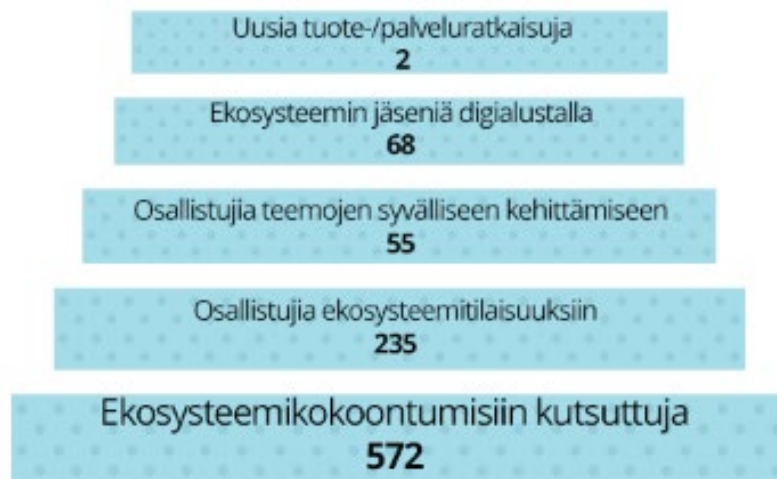 Uusia tuote-/palveluratkaisuja
2
Ekosysteemin jäseniä digialustalla
68
Osallistujia teemojen syvälliseen kehittämiseen
55
Osallistujia ekosysteemitilaisuuksiin
235
Ekosysteemikokoontumisiin kutsuttuja
572